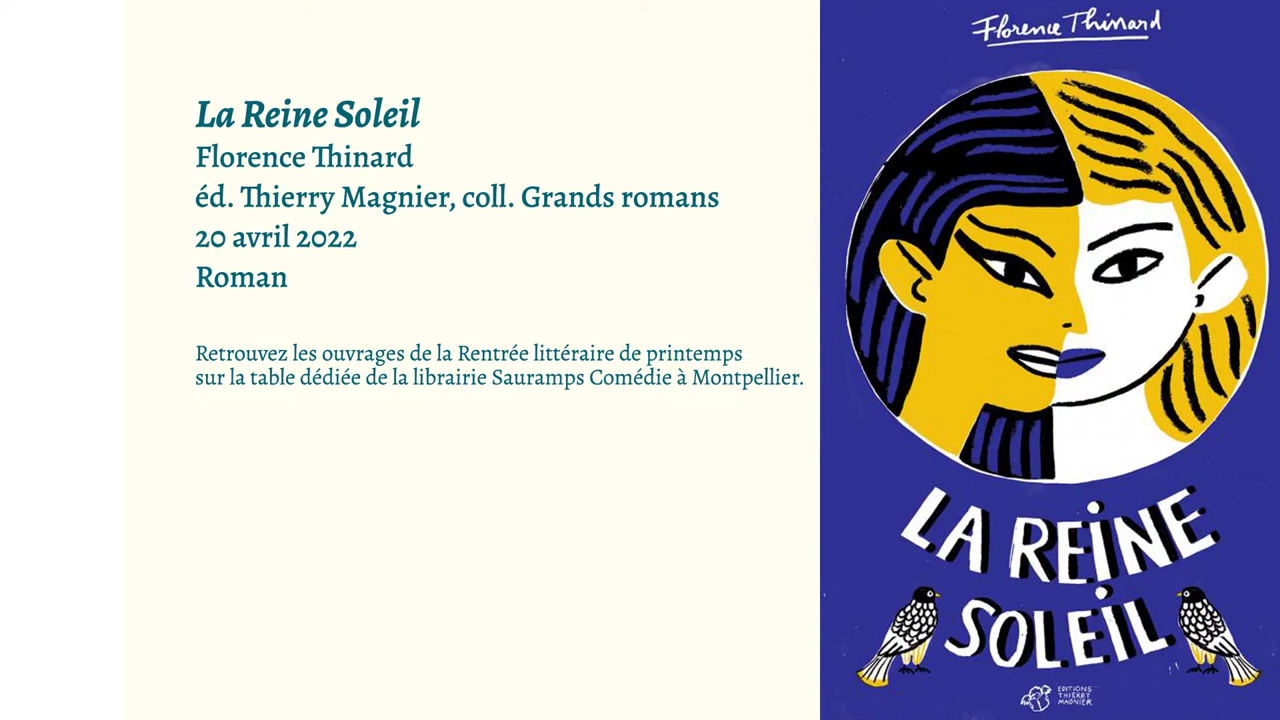 La Reine Soleil
Florence Thinard
éd. Thierry Magnier, coll. Grands romans
20 avril 2022
Roman
Retrouvez les ouvrages de la Rentrée littéraire de printemps
sur la table dédiée de la librairie Sauramps Comédie à Montpellier.
Florence Thinard
LA REINE
SOLEIL
EDITIONS
THIERRY
MAGNIER